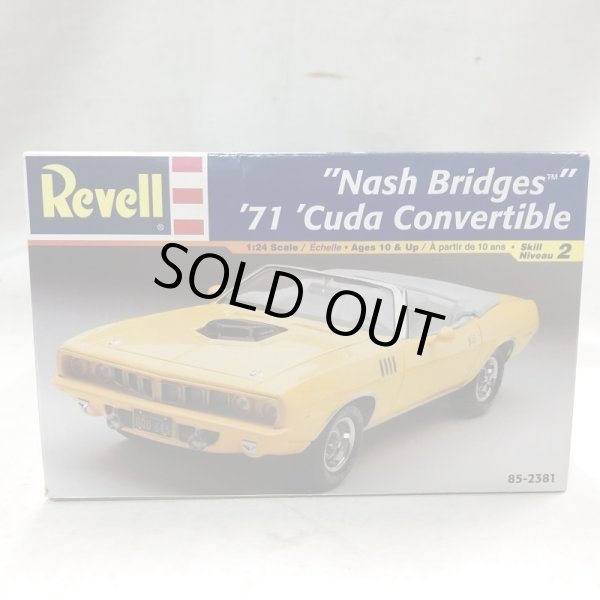 Revell®
"Nash Bridges™"
'71 'Cuda Convertible
1:24 Scale / Échelle • Ages 10 & Up / À partir de 10 ans • Skill Niveau 2
SOLD OUT
85-2381